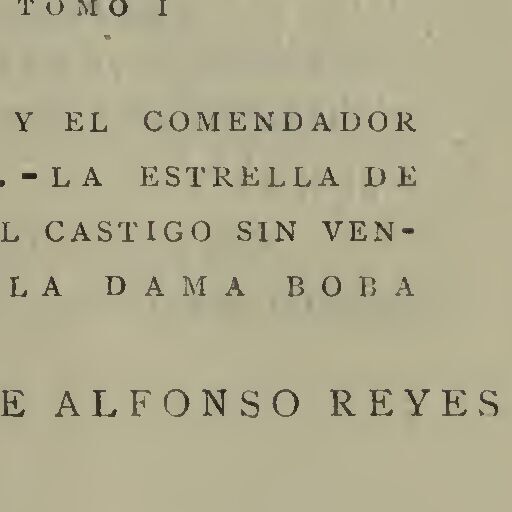 TOMO I
Y EL COMENDADOR
.-LA ESTRELLA DE
L CASTIGO SIN VEN-
LA DAMA BOBA
E ALFONSO REYES